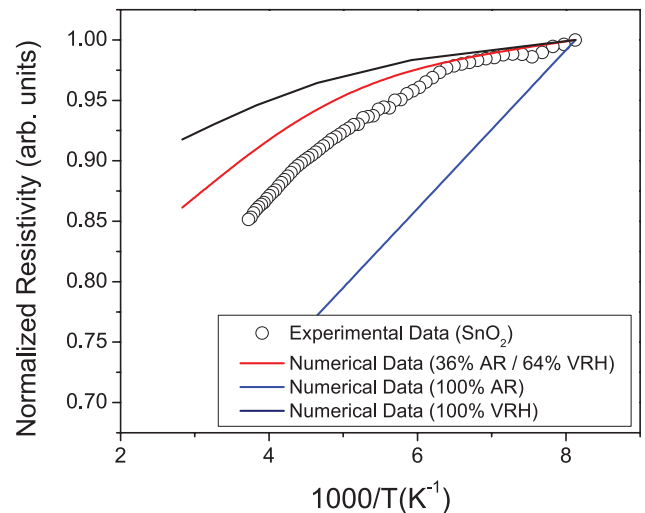 Normalized Resistivity (arb. units)
1.00
0.95
0.90
0.85
0.80
0.75
0.70
Experimental Data (SnO₂)
Numerical Data (36% AR / 64% VRH)
Numerical Data (100% AR)
Numerical Data (100% VRH)
2 4 6 8
1000/T(K⁻¹)